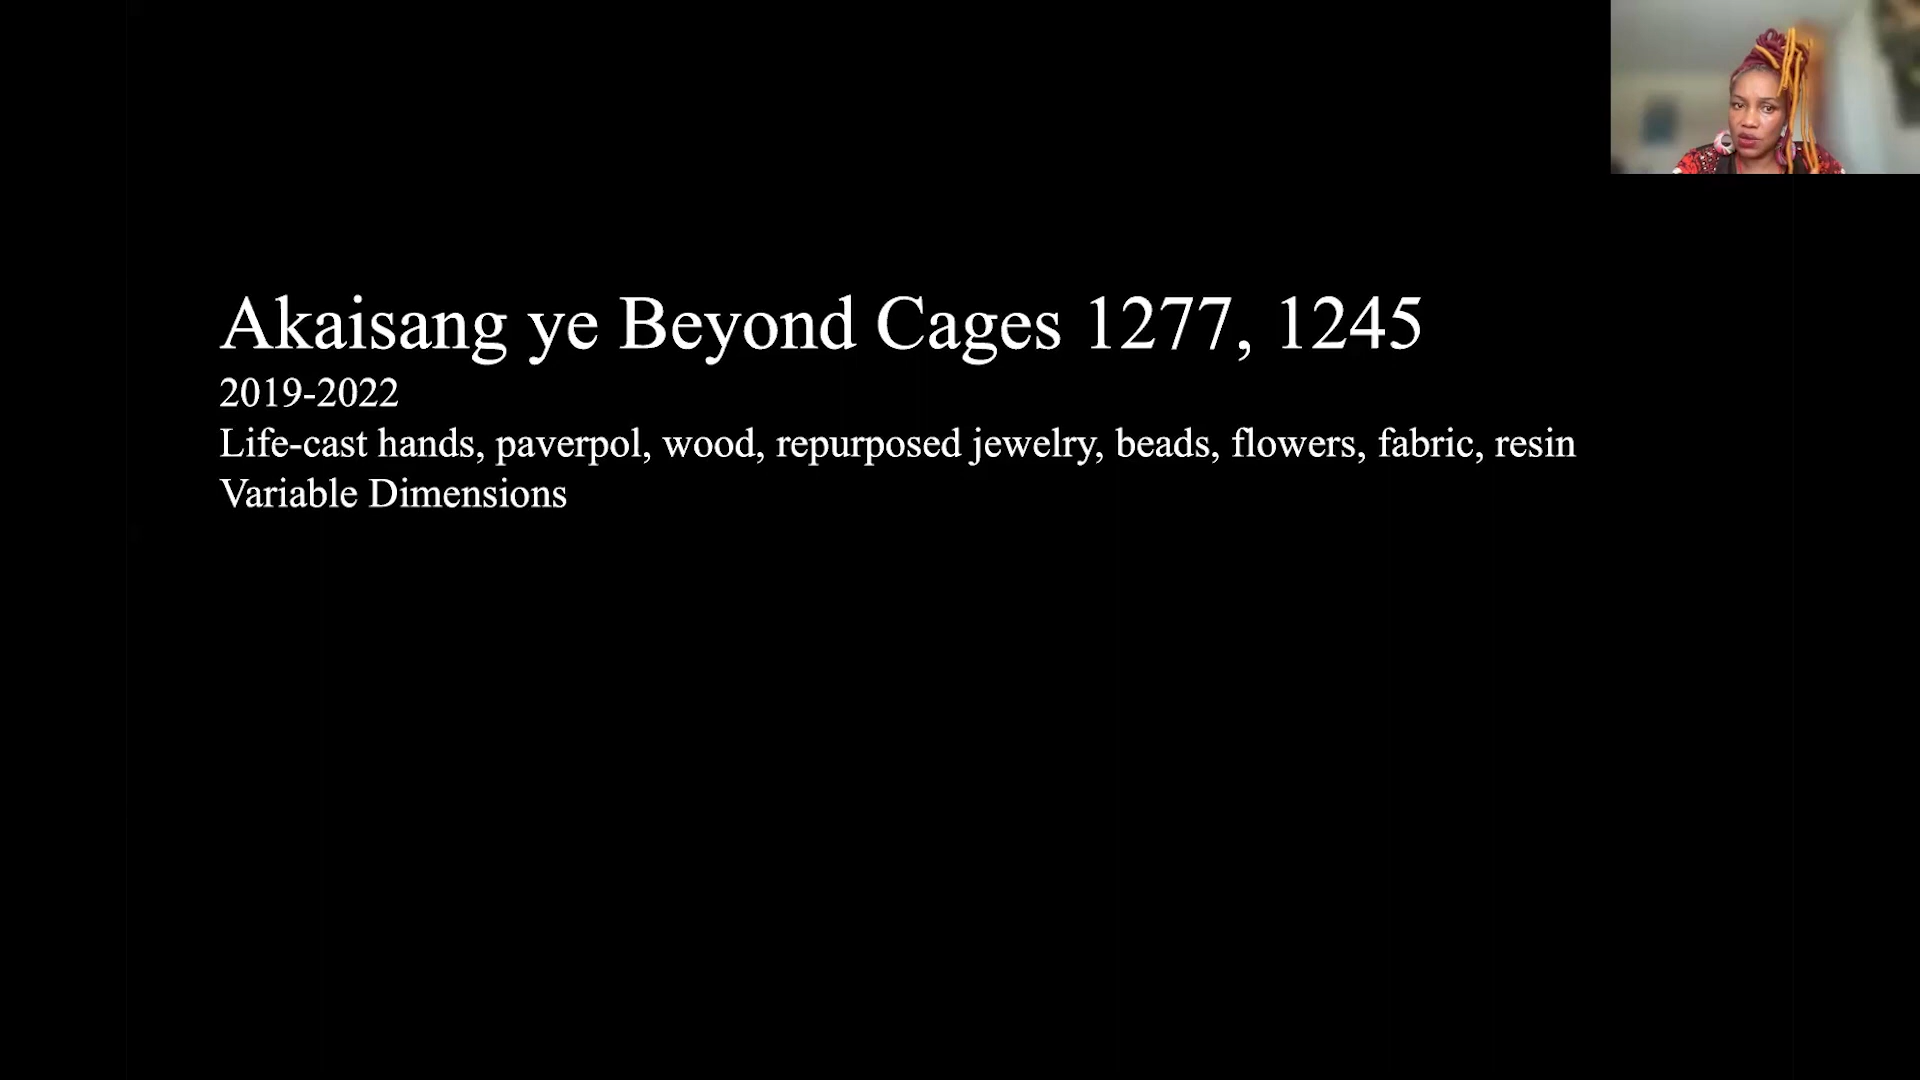 Akaisang ye Beyond Cages 1277, 1245
2019-2022
Life-cast hands, paverpol, wood, repurposed jewelry, beads, flowers, fabric, resin
Variable Dimensions